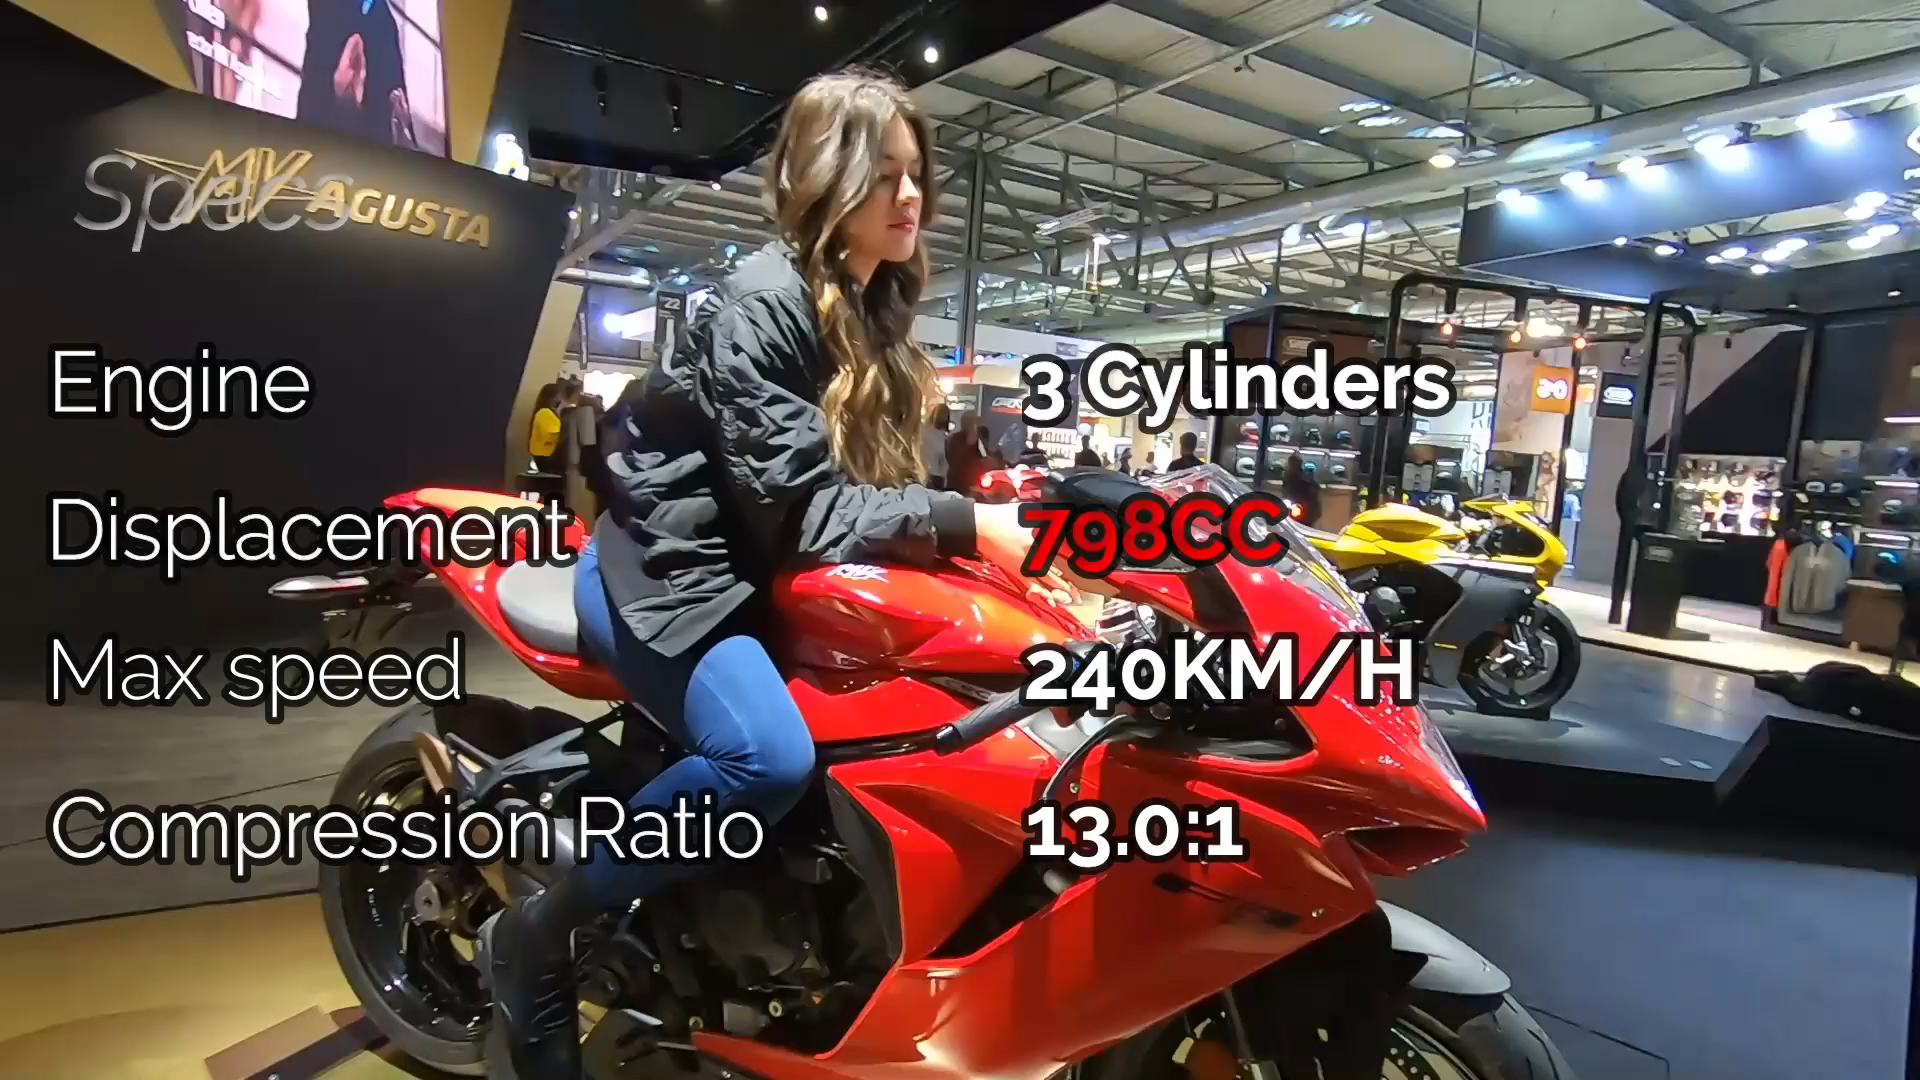 Specs
MV AGUSTA
Engine
3 Cylinders
Displacement
798CC
Max speed
240KM/H
Compression Ratio
13.0:1